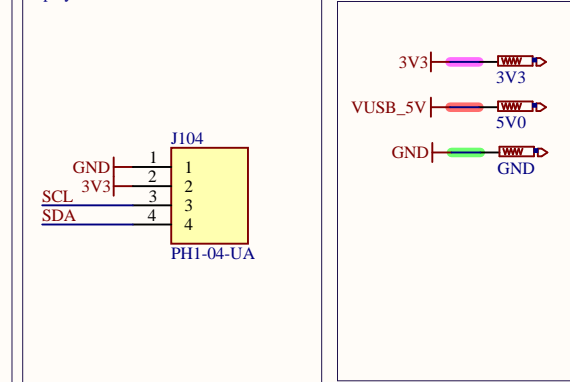 J104
GND 1 1
3V3 2 2
SCL 3 3
SDA 4 4
PH1-04-UA
3V3
3V3
VUSB_5V
5V0
GND
GND